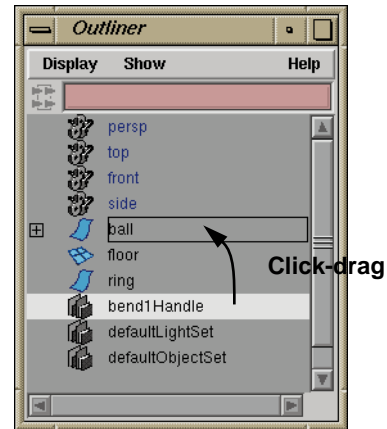 Outliner
Display Show Help
persp
top
front
side
ball
floor
Click-drag
ring
bend1Handle
defaultLightSet
defaultObjectSet